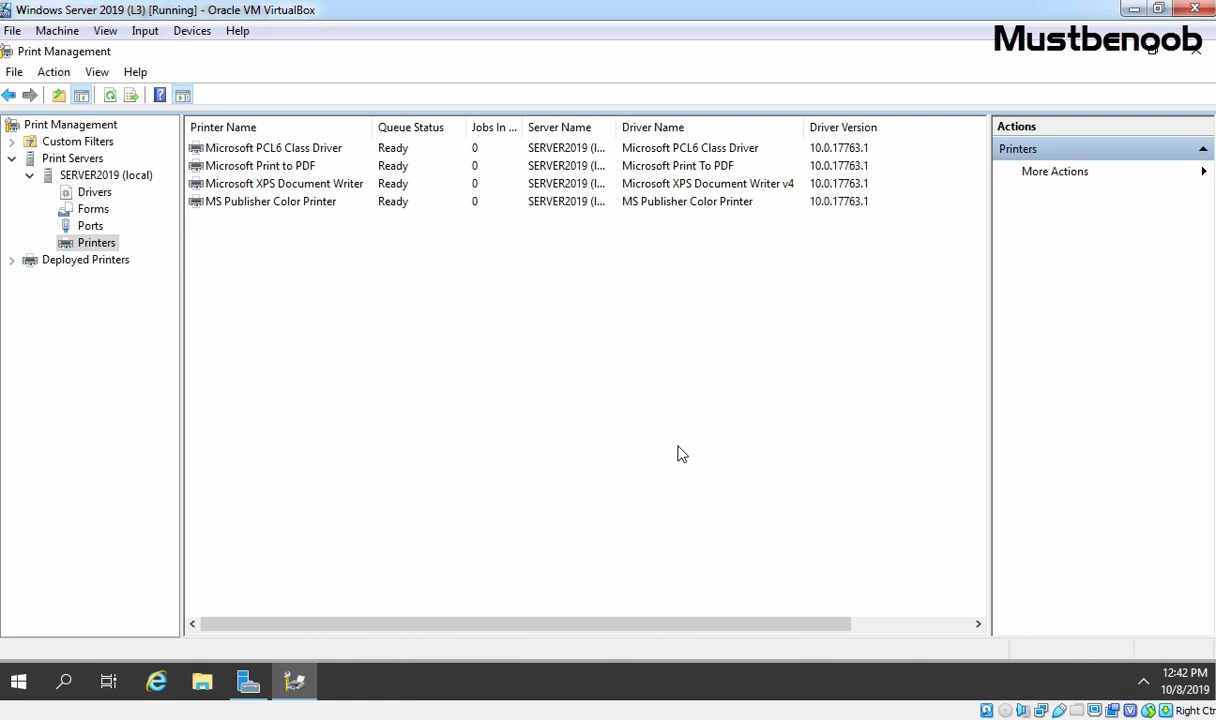 Windows Server 2019 (L3) [Running] - Oracle VM VirtualBox
File Machine View Input Devices Help
Mustbenoob
Print Management
File Action View Help
Print Management
Custom Filters
Print Servers
SERVER2019 (local)
Drivers
Forms
Ports
Printers
Deployed Printers
Printer Name Queue Status Jobs In ... Server Name Driver Name Driver Version
Microsoft PCL6 Class Driver Ready 0 SERVER2019 (l... Microsoft PCL6 Class Driver 10.0.17763.1
Microsoft Print to PDF Ready 0 SERVER2019 (l... Microsoft Print To PDF 10.0.17763.1
Microsoft XPS Document Writer Ready 0 SERVER2019 (l... Microsoft XPS Document Writer v4 10.0.17763.1
MS Publisher Color Printer Ready 0 SERVER2019 (l... MS Publisher Color Printer 10.0.17763.1
Actions
Printers
More Actions
12:42 PM
10/8/2019
Right Ctr